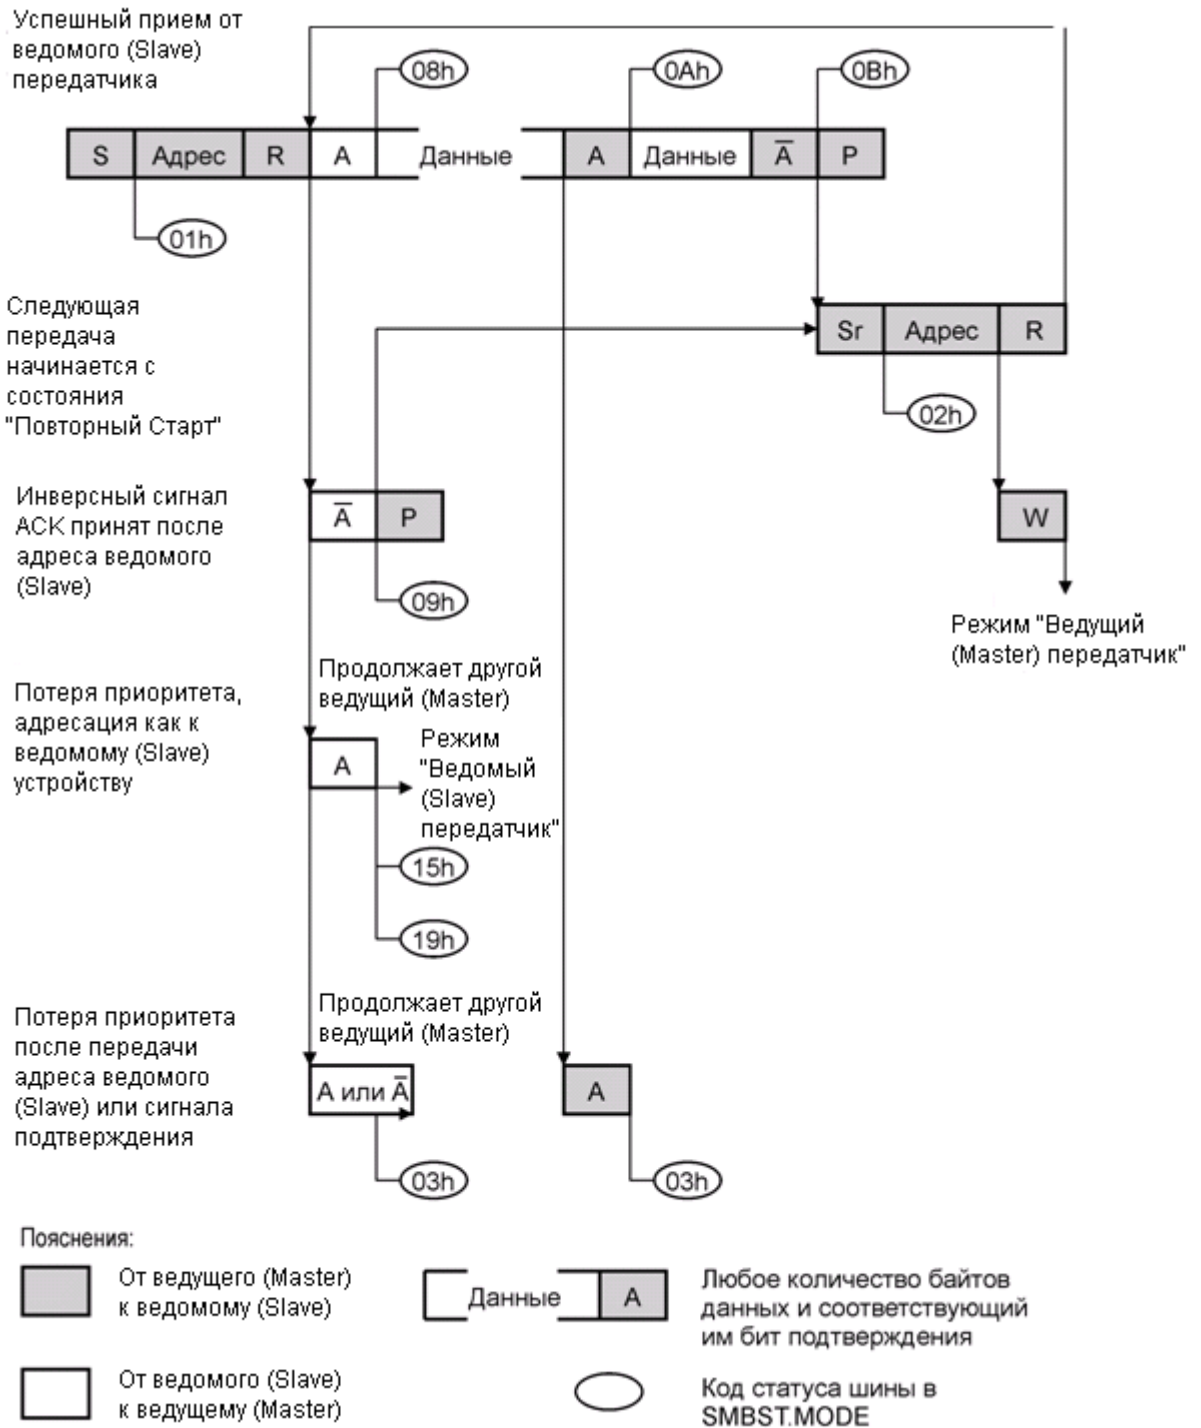 Успешный прием от
ведомого (Slave)
передатчика
08h
0Ah
0Bh
S Адрес R A Данные A Данные A̅ P
01h
Следующая
передача
начинается с
состояния
"Повторный Старт"
Sr Адрес R
02h
Инверсный сигнал
ACK принят после
адреса ведомого
(Slave)
A̅ P
W
09h
Режим "Ведущий
(Master) передатчик"
Потеря приоритета,
адресация как к
ведомому (Slave)
устройству
Продолжает другой
ведущий (Master)
A
Режим
"Ведомый
(Slave)
передатчик"
15h
19h
Потеря приоритета
после передачи
адреса ведомого
(Slave) или сигнала
подтверждения
Продолжает другой
ведущий (Master)
A или A̅
A
03h
03h
Пояснения:
От ведущего (Master)
к ведомому (Slave)
Данные A
Любое количество байтов
данных и соответствующий
им бит подтверждения
От ведомого (Slave)
к ведущему (Master)
Код статуса шины в
SMBST.MODE